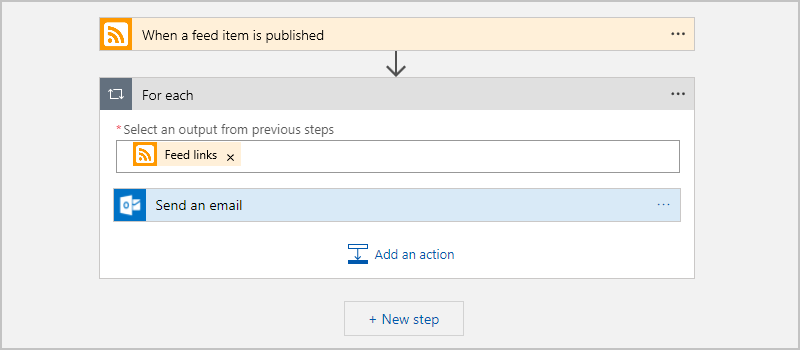 When a feed item is published ...
For each ...
*Select an output from previous steps
Feed links x
Send an email ...
Add an action
+ New step